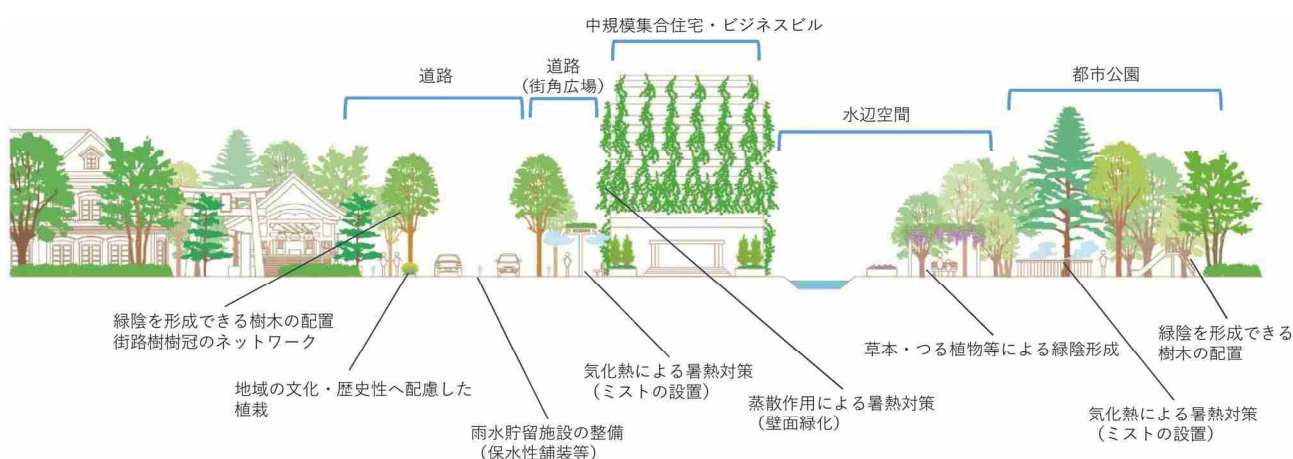 中規模集合住宅・ビジネスビル
道路
道路
（街角広場）
水辺空間
都市公園
緑陰を形成できる樹木の配置
街路樹樹冠のネットワーク
地域の文化・歴史性へ配慮した
植栽
雨水貯留施設の整備
（保水性舗装等）
気化熱による暑熱対策
（ミストの設置）
蒸散作用による暑熱対策
（壁面緑化）
草本・つる植物等による緑陰形成
気化熱による暑熱対策
（ミストの設置）
緑陰を形成できる
樹木の配置